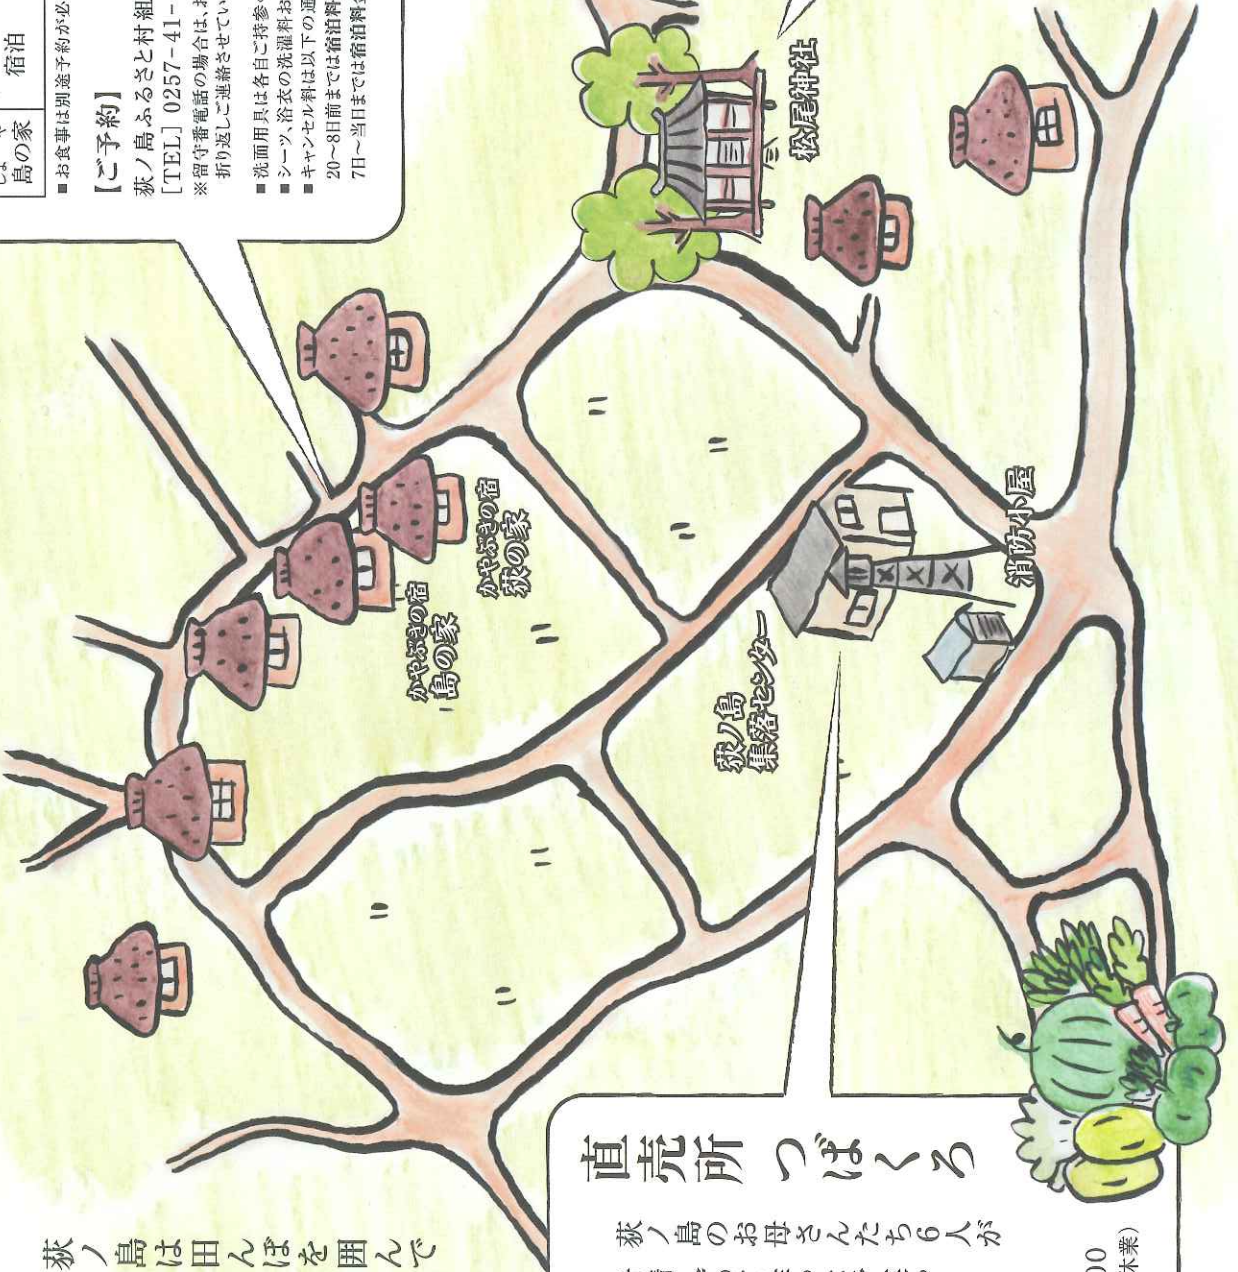 宿泊
島の家
■お食事は別途予約が必
【ご予約】
荻ノ島ふるさと村組
[TEL] 0257-41-
※留守番電話の場合は、お
折り返しご連絡させてい
■洗面用具は各自ご持参
■シーツ、浴衣の洗濯料お
■キャンセル料は以下の通
20～8日前までは宿泊料
7日～当日までは宿泊料金
松尾神社
かやぶきの宿
荻の家
かやぶきの宿
島の家
消防小屋
荻ノ島
集落センター
荻ノ島は田んぼを囲んで
直売所 つばくろ
荻ノ島のお母さんたち6人が
00
休業）